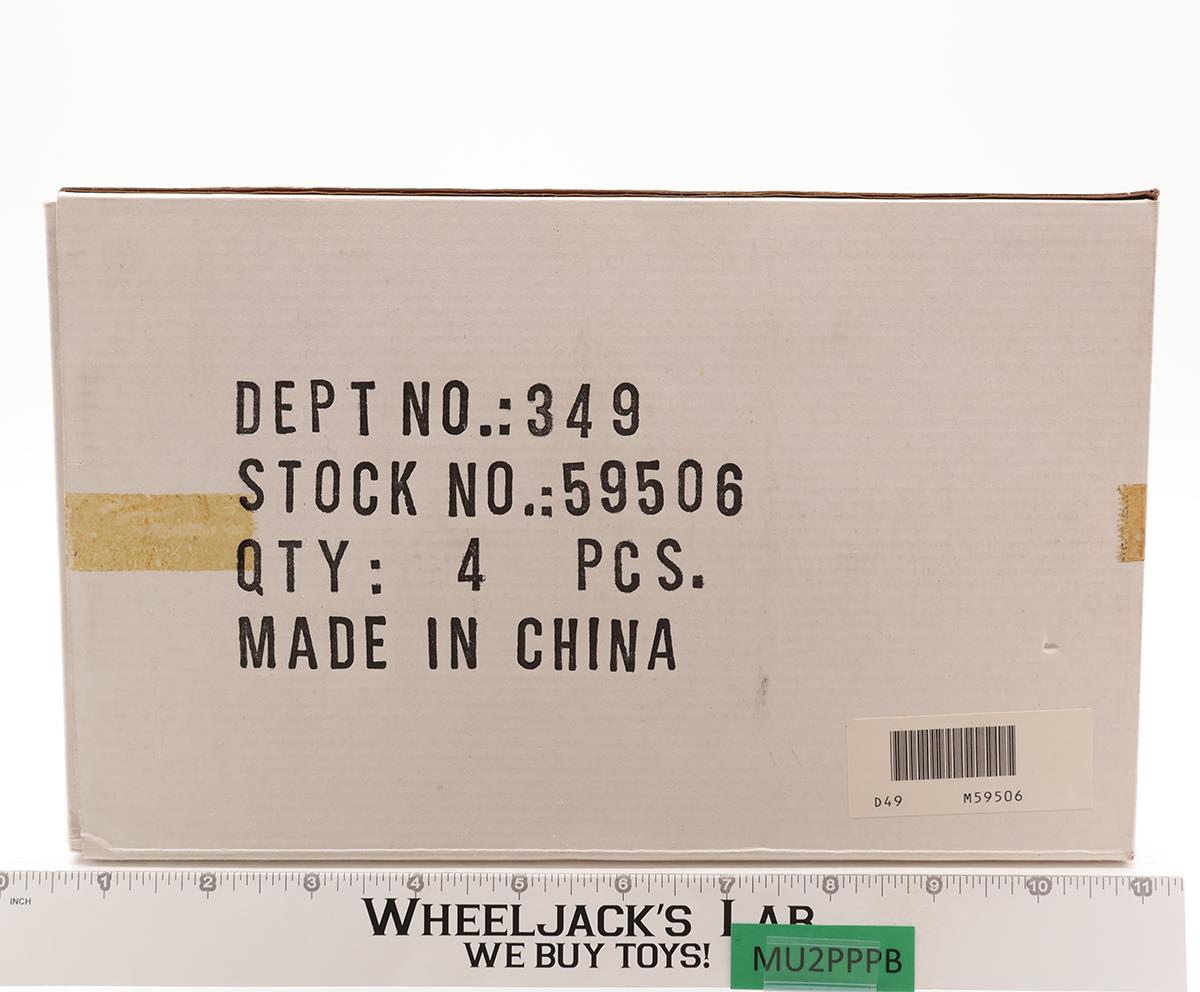 DEPT NO.:349
STOCK NO.:59506
QTY: 4 PCS.
MADE IN CHINA
D49 M59506
0 1 2 3 4 5 6 7 8 9 10 11
INCH
WHEELJACK'S LAB
WE BUY TOYS!
MU2PPPB